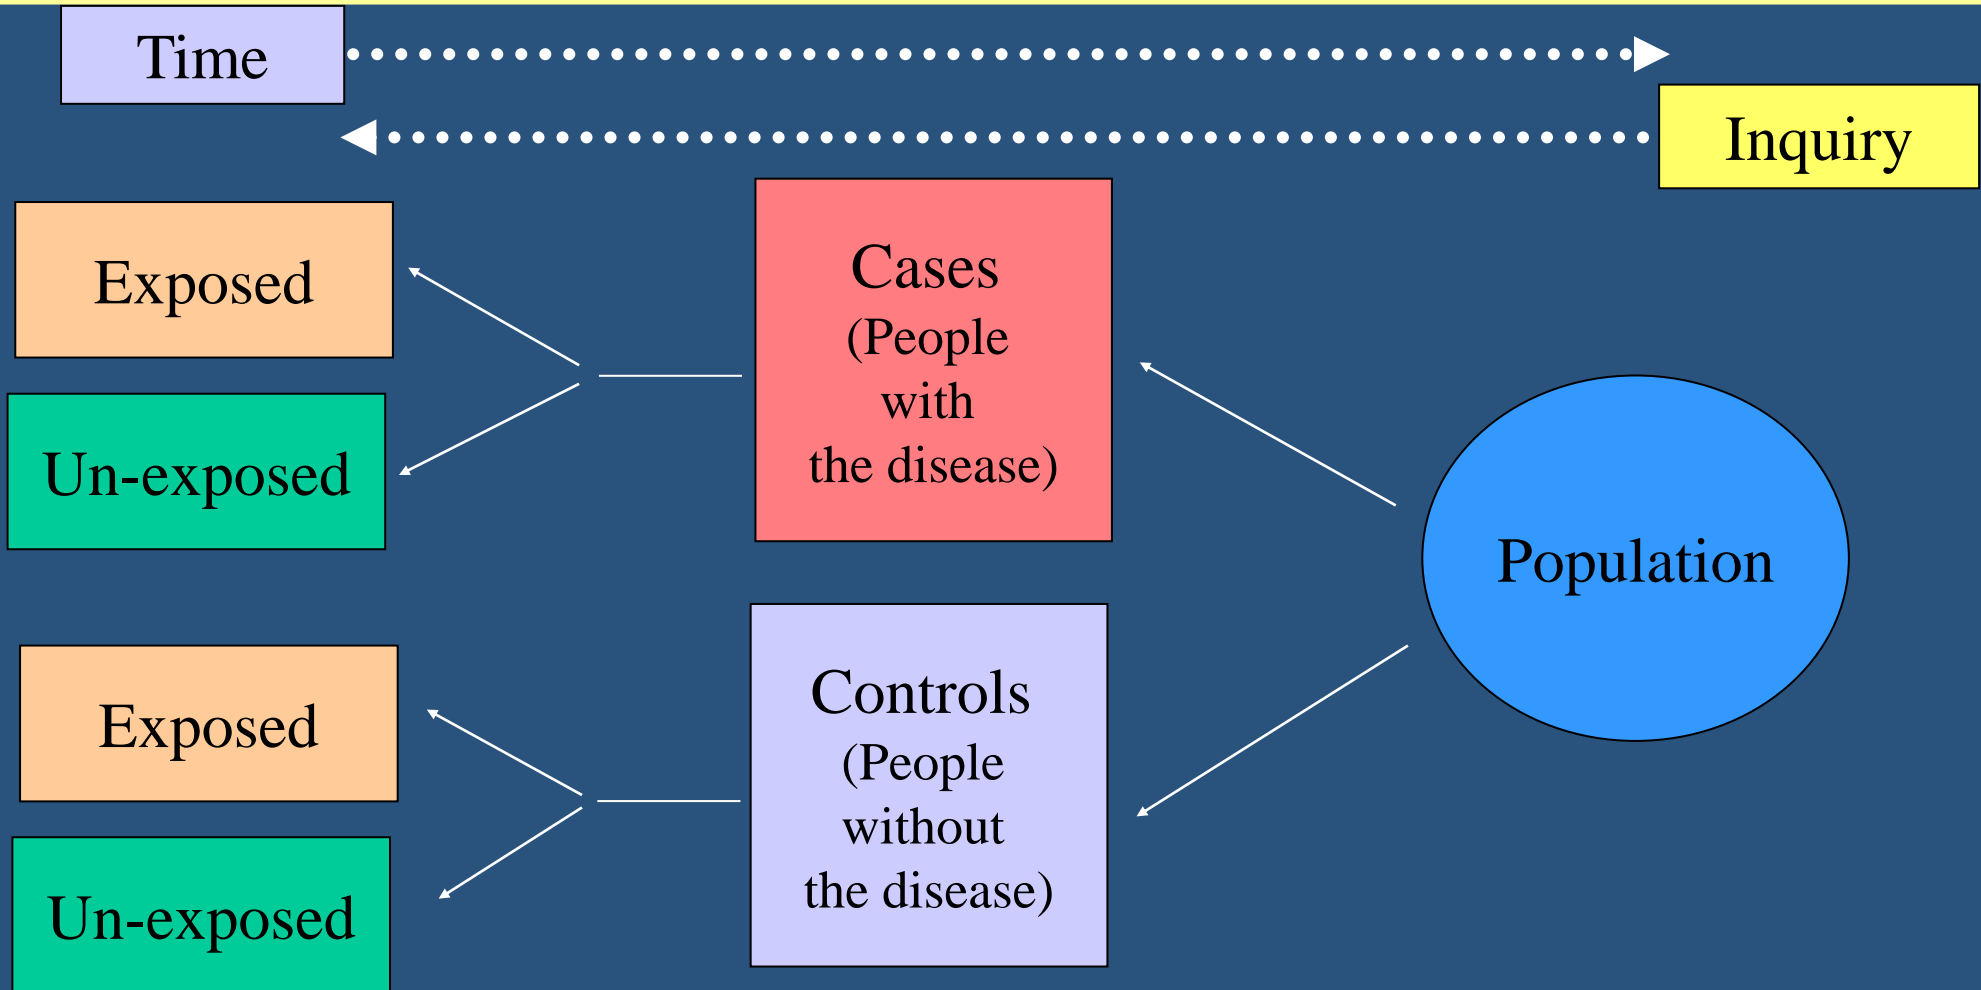 Time
Inquiry
Exposed
Un-exposed
Cases
(People
with
the disease)
Population
Exposed
Un-exposed
Controls
(People
without
the disease)